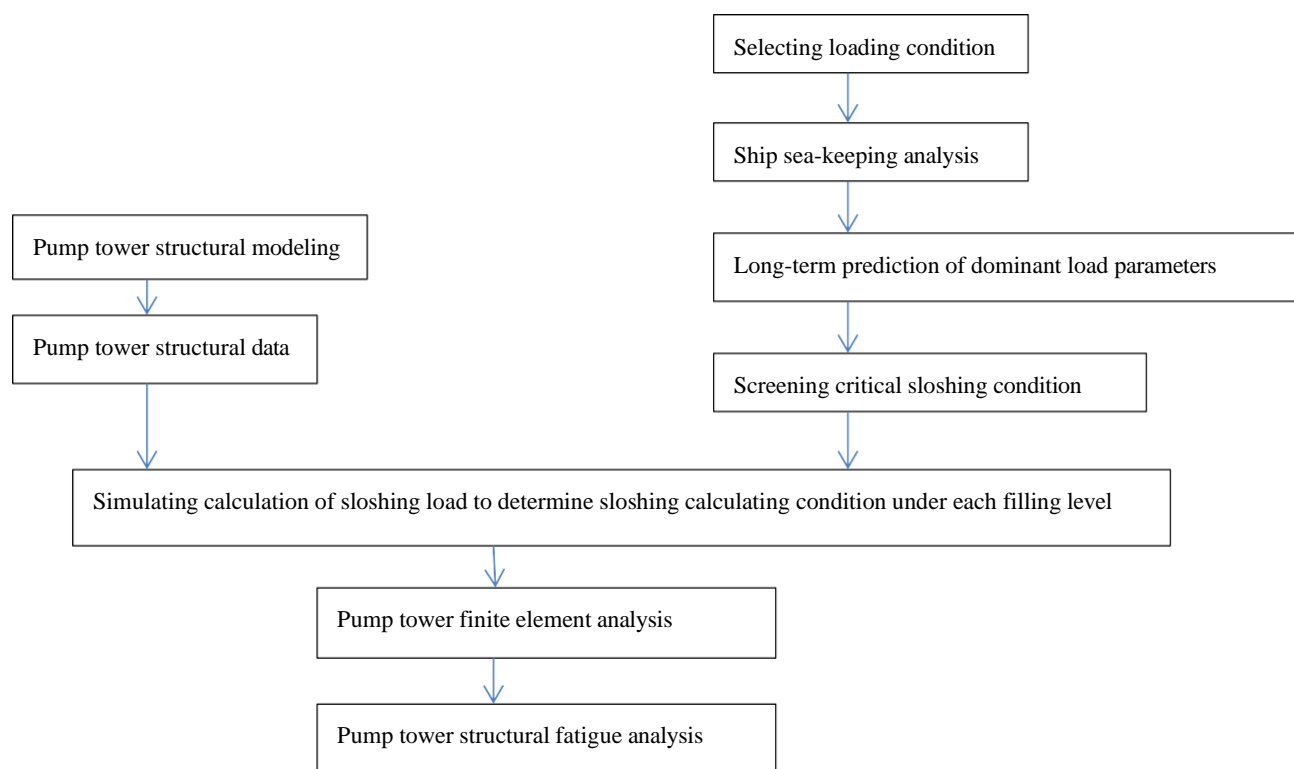 Selecting loading condition
Ship sea-keeping analysis
Pump tower structural modeling
Long-term prediction of dominant load parameters
Pump tower structural data
Screening critical sloshing condition
Simulating calculation of sloshing load to determine sloshing calculating condition under each filling level
Pump tower finite element analysis
Pump tower structural fatigue analysis